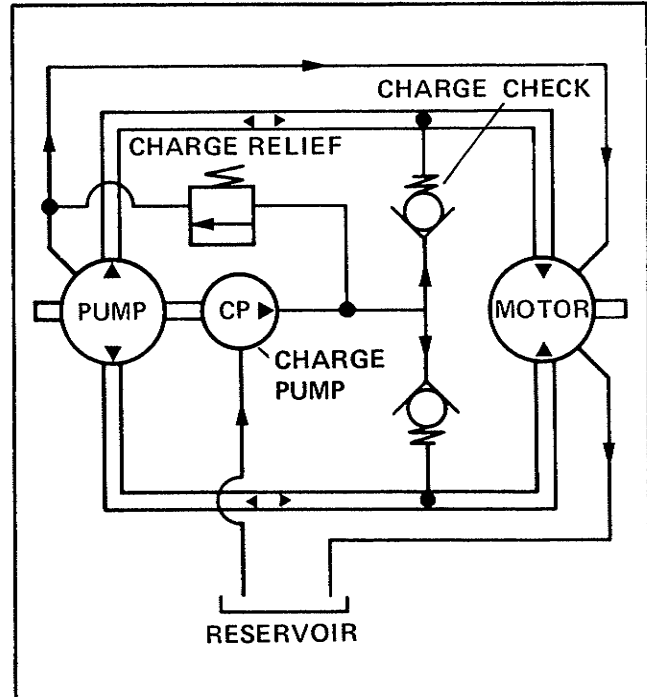 CHARGE CHECK
CHARGE RELIEF
PUMP
CP
MOTOR
CHARGE
PUMP
RESERVOIR